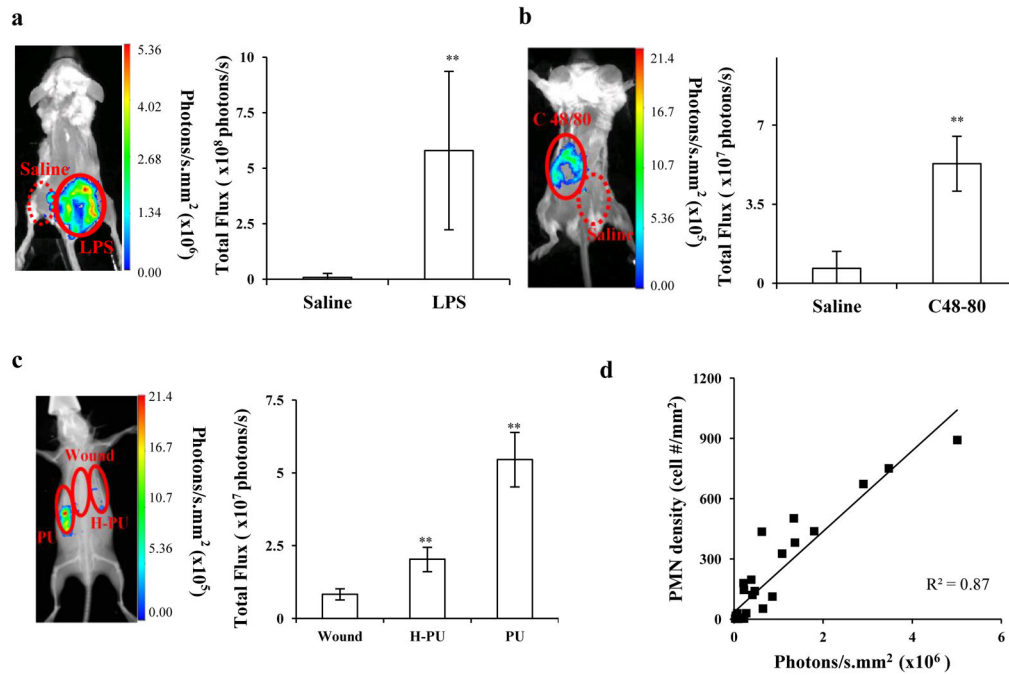 a
5.36
4.02
2.68
1.34
0.00
Photons/s.mm² (x10⁶)
Saline
LPS
Total Flux ( x10⁸ photons/s)
10
7.5
5
2.5
0
**
Saline
LPS
b
21.4
16.7
10.7
5.36
0.00
Photons/s.mm² (x10⁵)
C 48/80
Saline
Total Flux ( x10⁷ photons/s)
7
3.5
0
**
Saline
C48-80
c
21.4
16.7
10.7
5.36
0.00
Photons/s.mm² (x10⁵)
Wound
PU
H-PU
Total Flux ( x10⁷ photons/s)
7.5
5
2.5
0
**
**
Wound
H-PU
PU
d
PMN density (cell #/mm²)
1200
900
600
300
0
R² = 0.87
0
2
4
6
Photons/s.mm² (x10⁶)